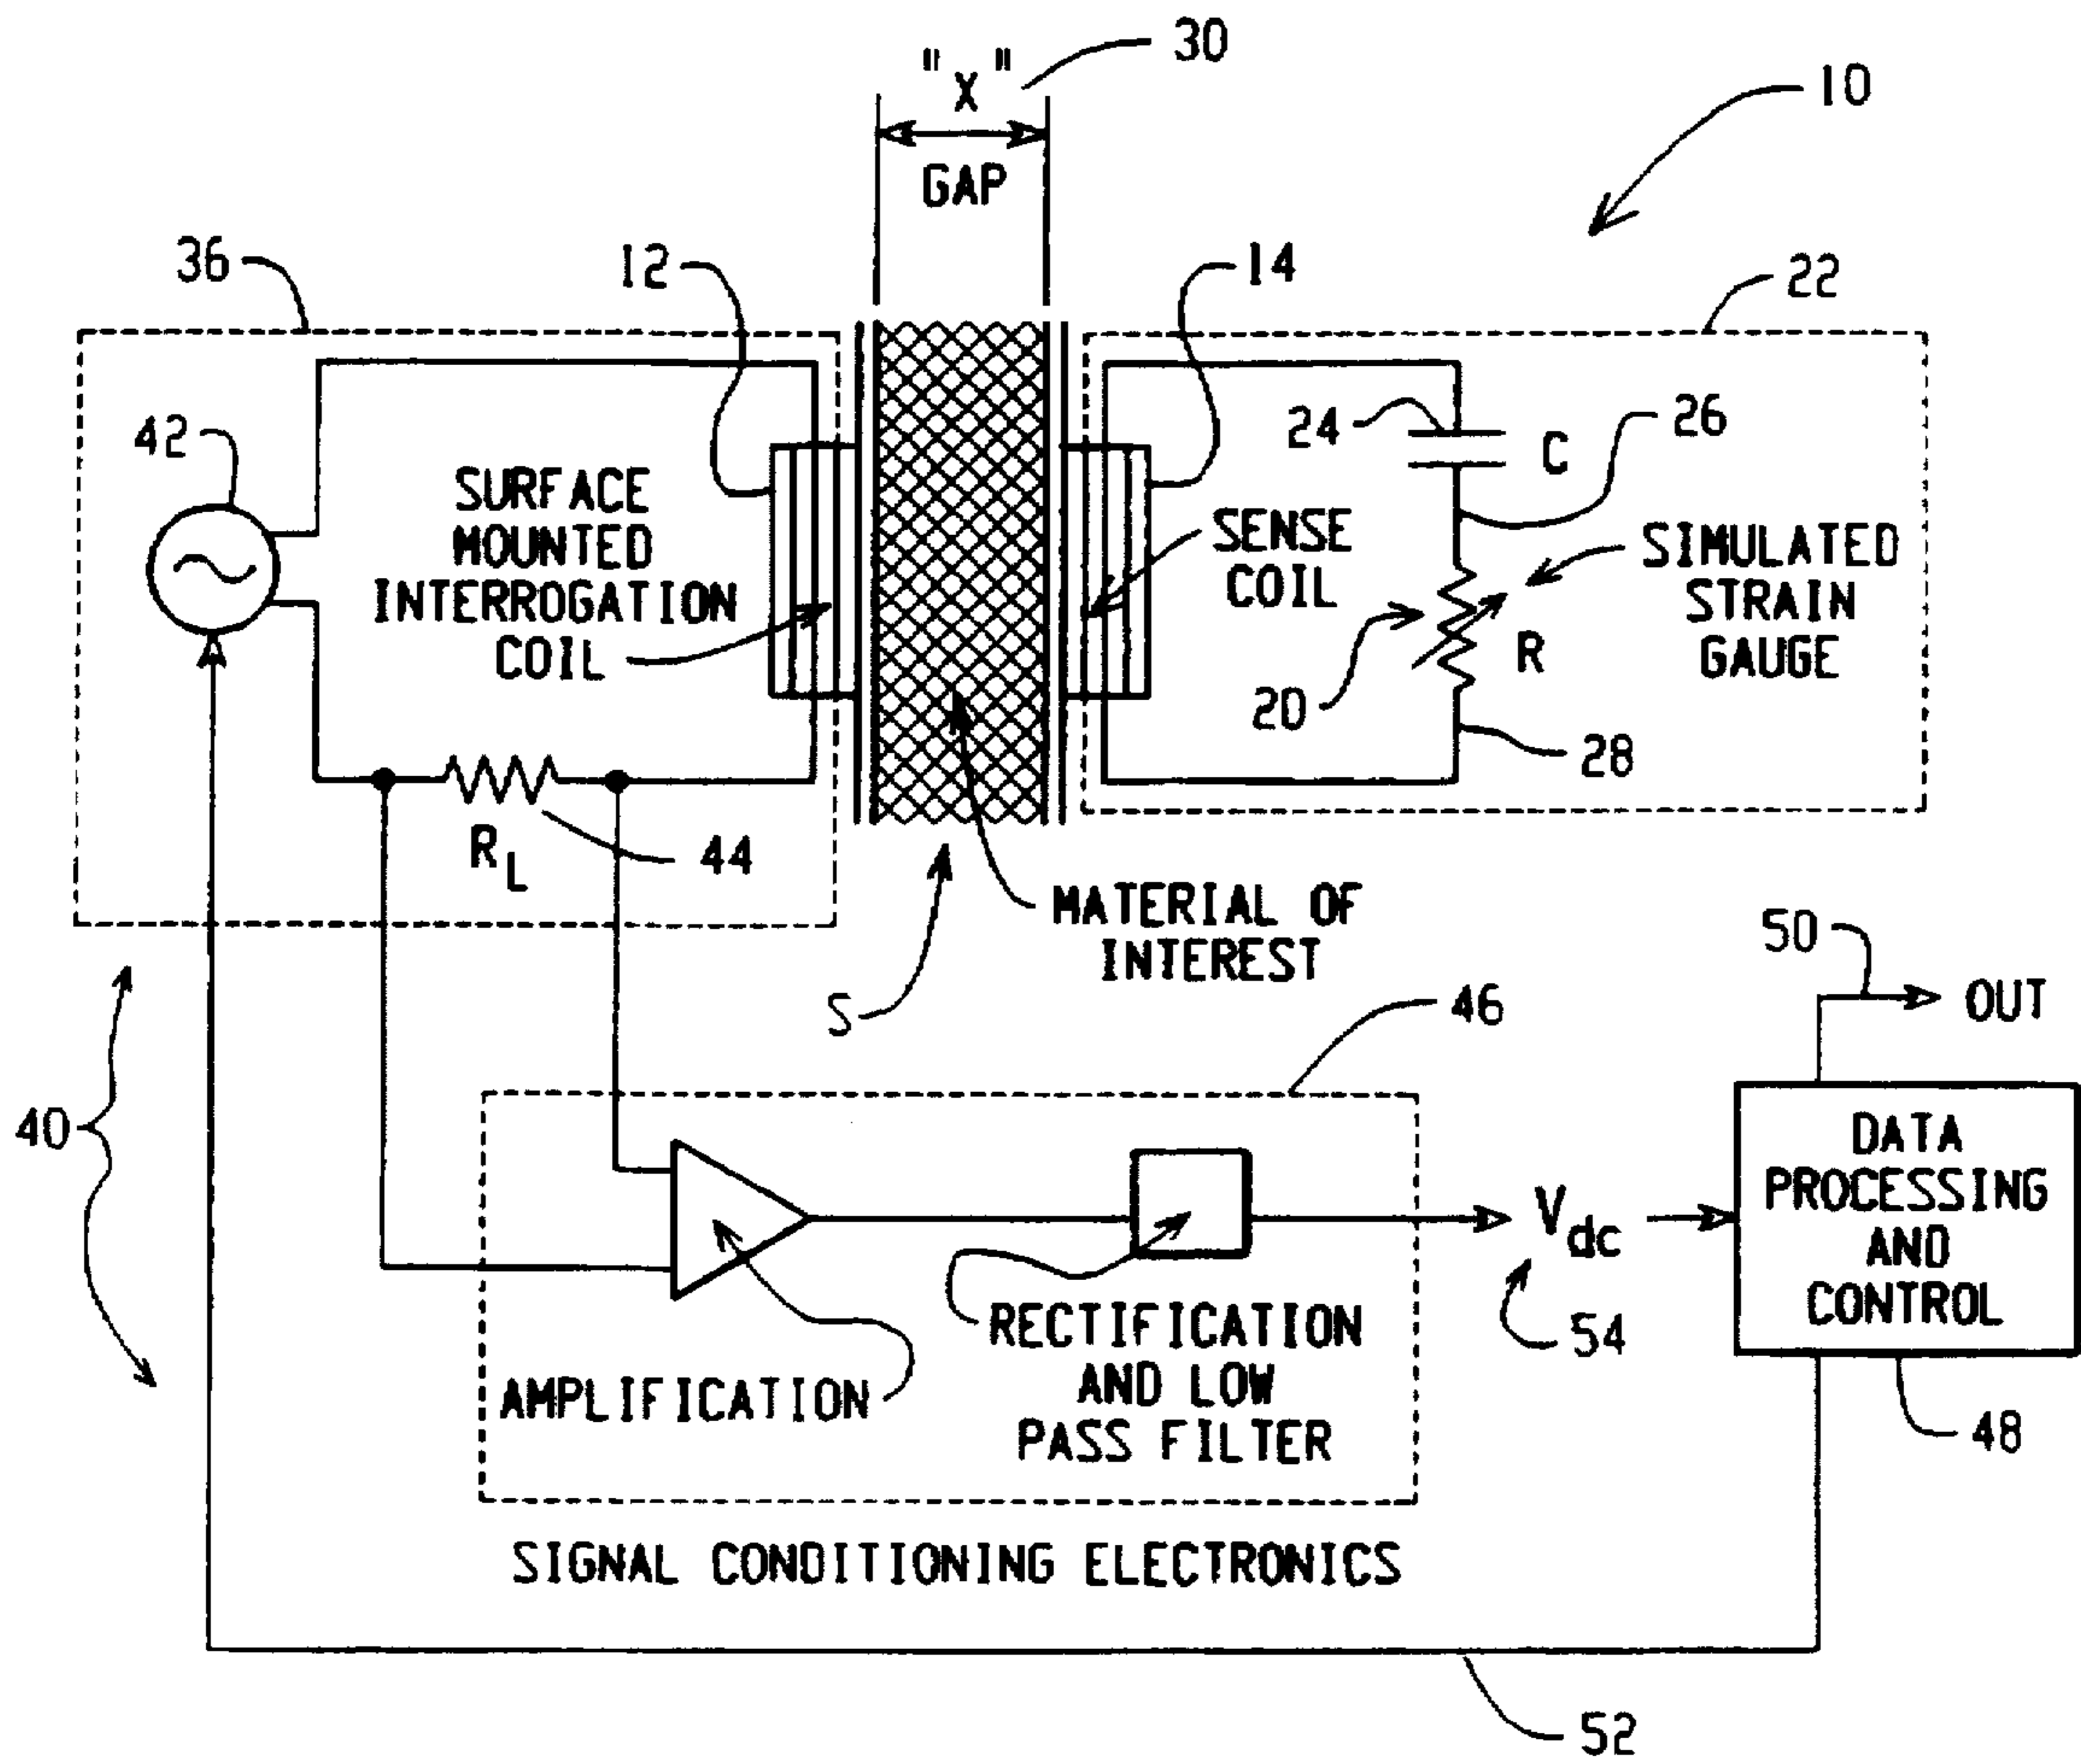 "X"
30
10
GAP
36
12
14
22
42
24
C
26
SURFACE
MOUNTED
INTERROGATION
COIL
SENSE
COIL
SIMULATED
STRAIN
GAUGE
20
R
28
RL
44
MATERIAL OF
INTEREST
S
50
OUT
46
40
DATA
PROCESSING
AND
CONTROL
Vdc
54
RECTIFICATION
AND LOW
PASS FILTER
AMPLIFICATION
48
SIGNAL CONDITIONING ELECTRONICS
52